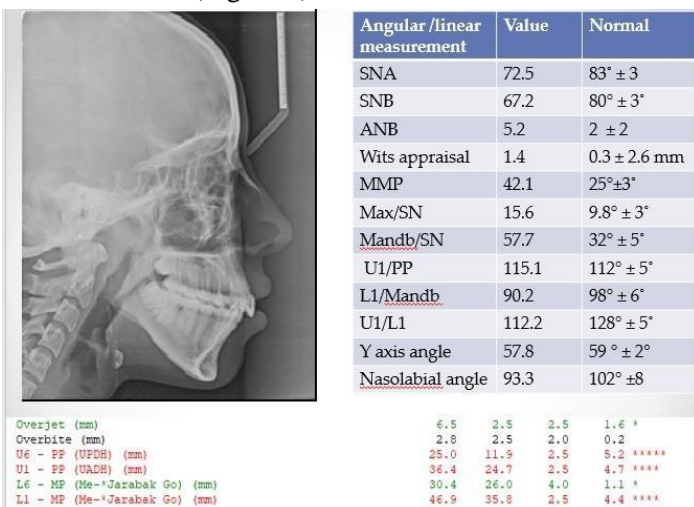 Angular /linear measurement Value Normal
SNA 72.5 83˚ ± 3
SNB 67.2 80° ± 3˚
ANB 5.2 2 ± 2
Wits appraisal 1.4 0.3 ± 2.6 mm
MMP 42.1 25°±3˚
Max/SN 15.6 9.8° ± 3˚
Mandb/SN 57.7 32° ± 5˚
U1/PP 115.1 112° ± 5˚
L1/Mandb 90.2 98° ± 6˚
U1/L1 112.2 128° ± 5˚
Y axis angle 57.8 59 ° ± 2°
Nasolabial angle 93.3 102° ±8
Overjet (mm) 6.5 2.5 2.5 1.6 *
Overbite (mm) 2.8 2.5 2.0 0.2
U6 - PP (UPDH) (mm) 25.0 11.9 2.5 5.2 *****
U1 - PP (UADH) (mm) 36.4 24.7 2.5 4.7 ****
L6 - MP (Me-*Jarabak Go) (mm) 30.4 26.0 4.0 1.1 *
L1 - MP (Me-*Jarabak Go) (mm) 46.9 35.8 2.5 4.4 ****